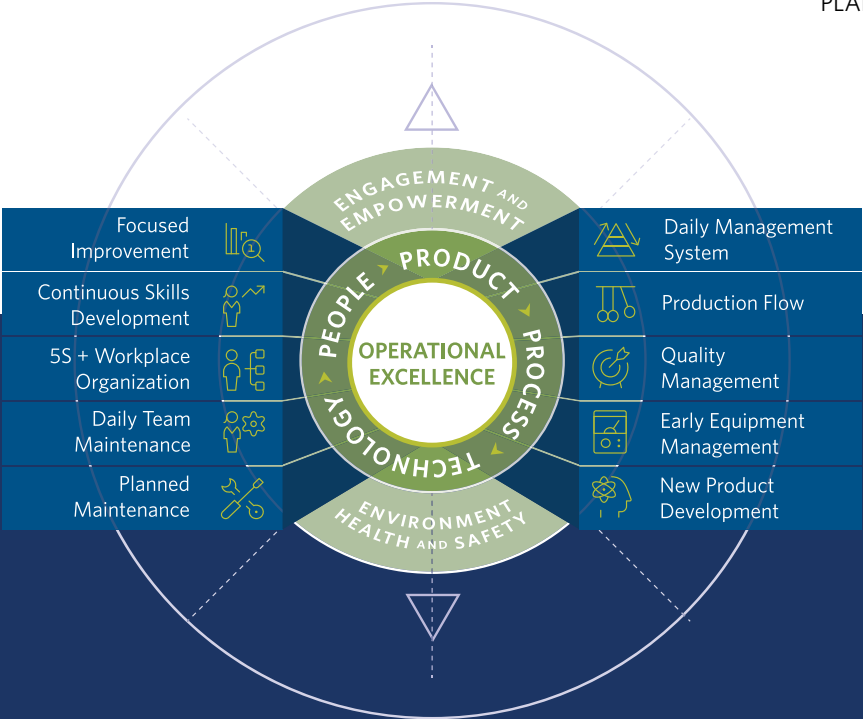 PLA
ENGAGEMENT AND
EMPOWERMENT
Focused
Improvement
Continuous Skills
Development
5S + Workplace
Organization
Daily Team
Maintenance
Planned
Maintenance
PEOPLE
PRODUCT
PROCESS
TECHNOLOGY
OPERATIONAL
EXCELLENCE
Daily Management
System
Production Flow
Quality
Management
Early Equipment
Management
New Product
Development
ENVIRONMENT
HEALTH AND SAFETY